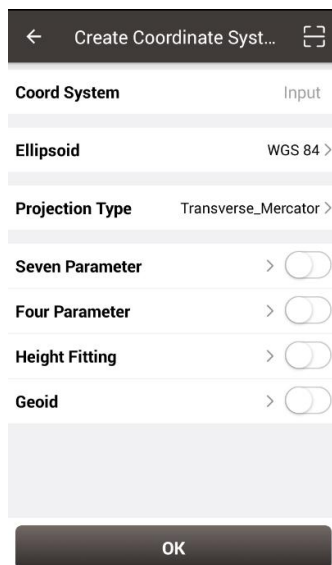 Create Coordinate Syst...
Coord System Input
Ellipsoid WGS 84
Projection Type Transverse_Mercator
Seven Parameter
Four Parameter
Height Fitting
Geoid
OK